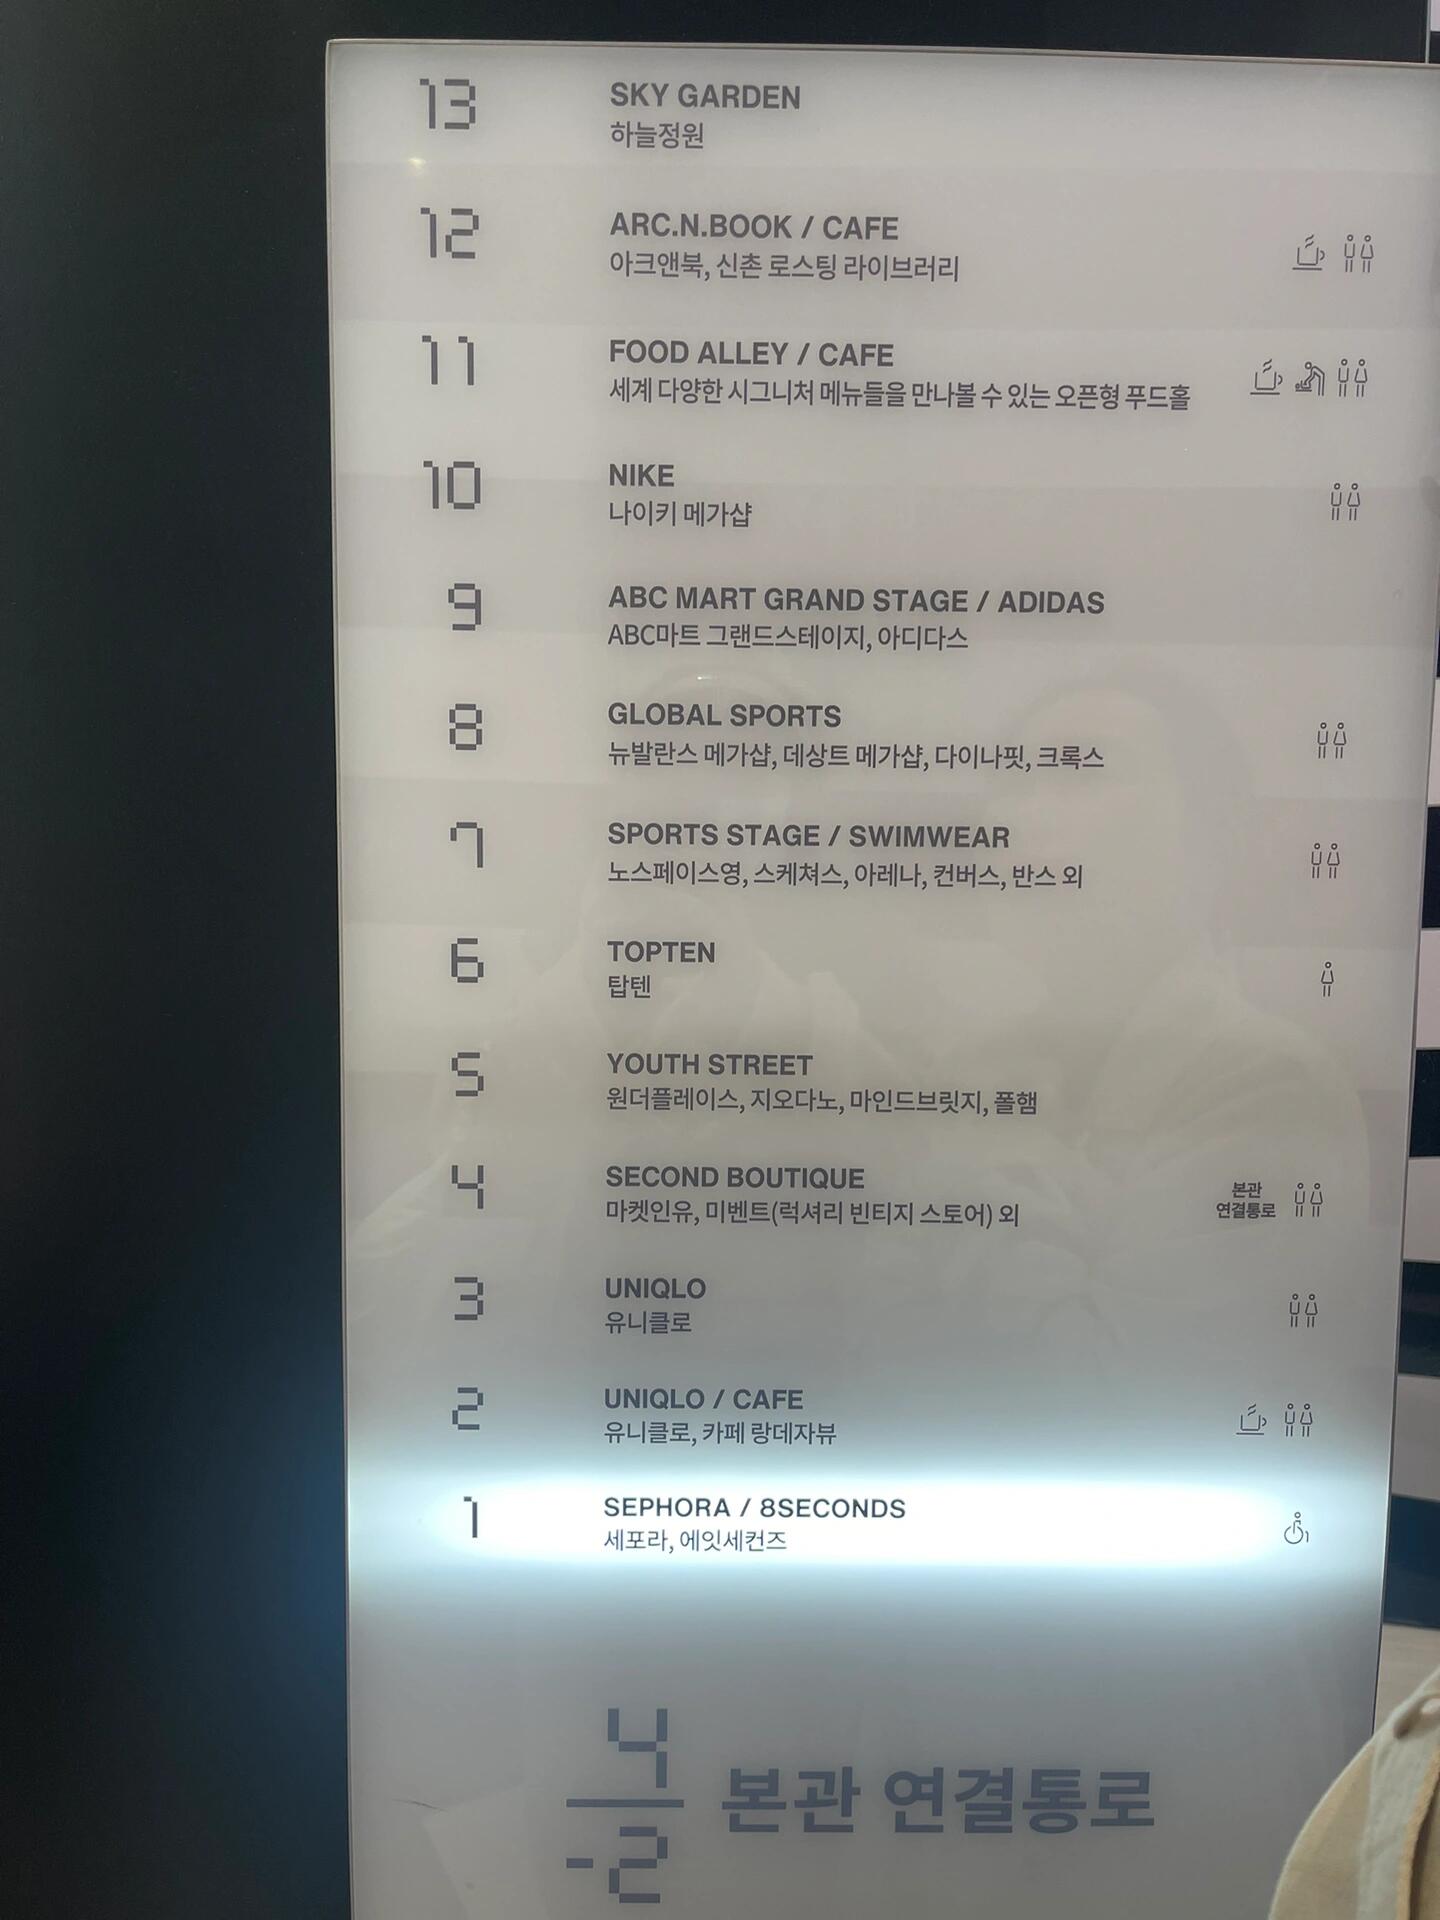 13
SKY GARDEN
하늘정원
12
ARC.N.BOOK / CAFE
아크앤북, 신촌 로스팅 라이브러리
11
FOOD ALLEY / CAFE
세계 다양한 시그니처 메뉴들을 만나볼 수 있는 오픈형 푸드홀
10
NIKE
나이키 메가샵
9
ABC MART GRAND STAGE / ADIDAS
ABC마트 그랜드스테이지, 아디다스
8
GLOBAL SPORTS
뉴발란스 메가샵, 데상트 메가샵, 다이나핏, 크록스
7
SPORTS STAGE / SWIMWEAR
노스페이스영, 스케쳐스, 아레나, 컨버스, 반스 외
6
TOPTEN
탑텐
5
YOUTH STREET
원더플레이스, 지오다노, 마인드브릿지, 폴햄
4
SECOND BOUTIQUE
마켓인유, 미벤트(럭셔리 빈티지 스토어) 외
본관
연결통로
3
UNIQLO
유니클로
2
UNIQLO / CAFE
유니클로, 카페 랑데자뷰
1
SEPHORA / 8SECONDS
세포라, 에잇세컨즈
4
본관 연결통로
-2